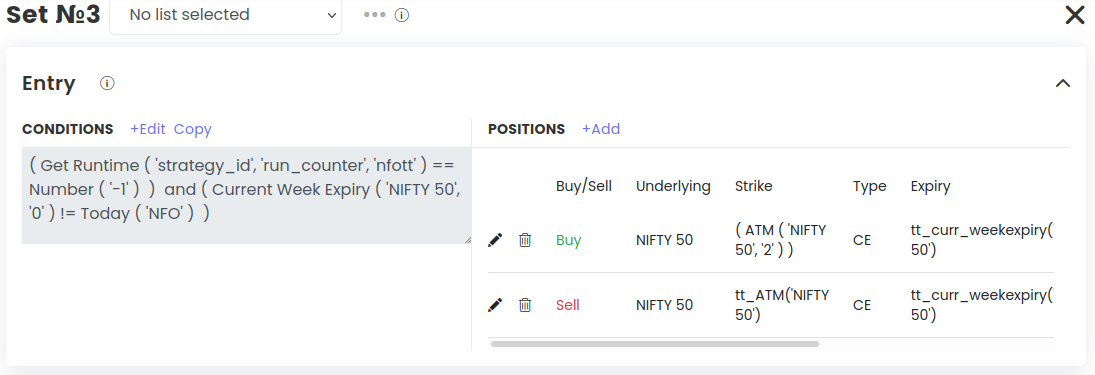 Set №3 No list selected
Entry
CONDITIONS +Edit Copy
( Get Runtime ( 'strategy_id', 'run_counter', 'nfott' ) ==
Number ( '-1' ) ) and ( Current Week Expiry ( 'NIFTY 50',
'0' ) != Today ( 'NFO' ) )
POSITIONS +Add
Buy/Sell Underlying Strike Type Expiry
Buy NIFTY 50 ( ATM ( 'NIFTY
50', '2' ) ) CE tt_curr_weekexpiry(
50')
Sell NIFTY 50 tt_ATM('NIFTY
50') CE tt_curr_weekexpiry(
50')